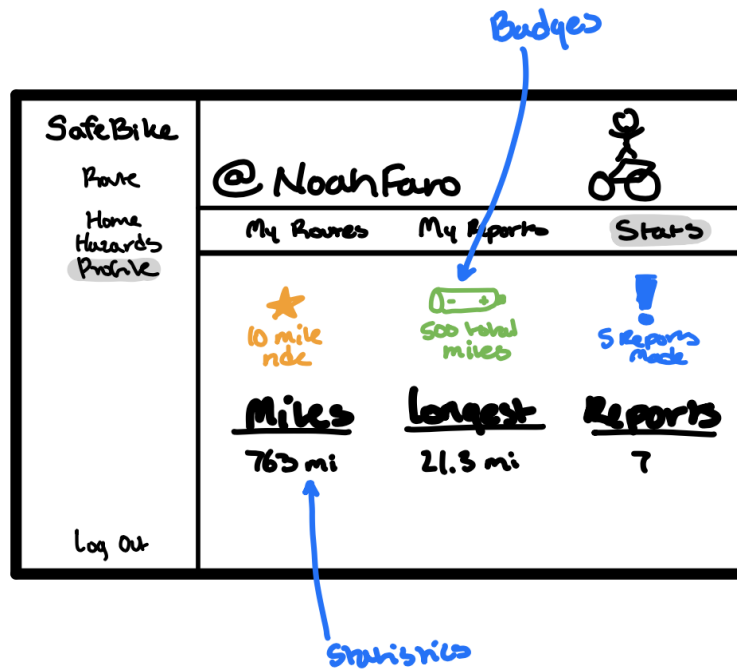 Badges
SafeBike
Route
Home
Hazards
Profile
Log Out
@NoahFaro
My Routes
My Reports
Stats
10 mile
ride
500 total
miles
5 Reports
Made
Miles
763 mi
Longest
21.3 mi
Reports
7
Statistics